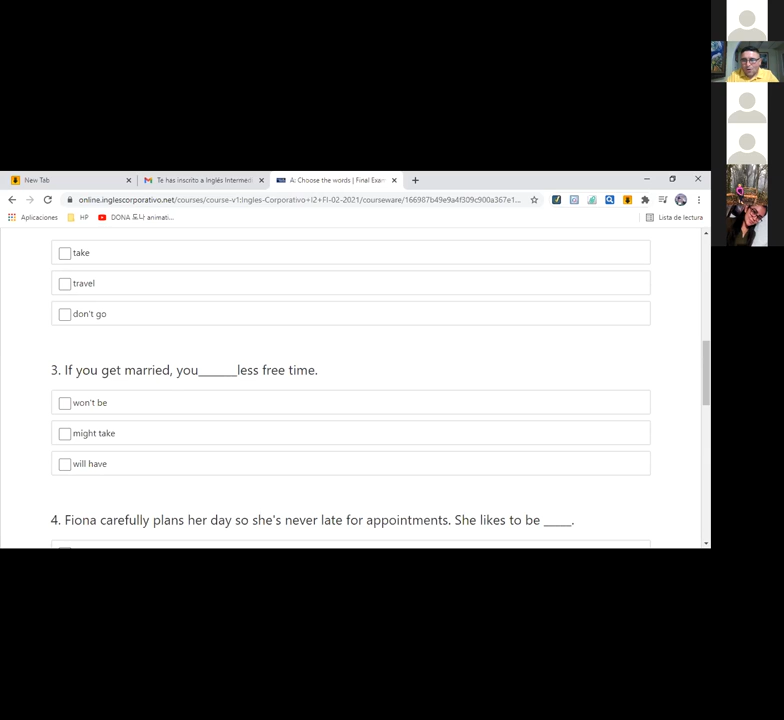 New Tab
Te has inscrito a Inglés Intermedi
A: Choose the words | Final Exam
online.inglescorporativo.net/courses/course-v1:Ingles-Corporativo+I2+FI-02-2021/courseware/166987b49e9a4f309c900a367e1...
Aplicaciones
HP
DONA 도나 animati...
Lista de lectura
take
travel
don't go
3. If you get married, you______less free time.
won't be
might take
will have
4. Fiona carefully plans her day so she's never late for appointments. She likes to be ____.